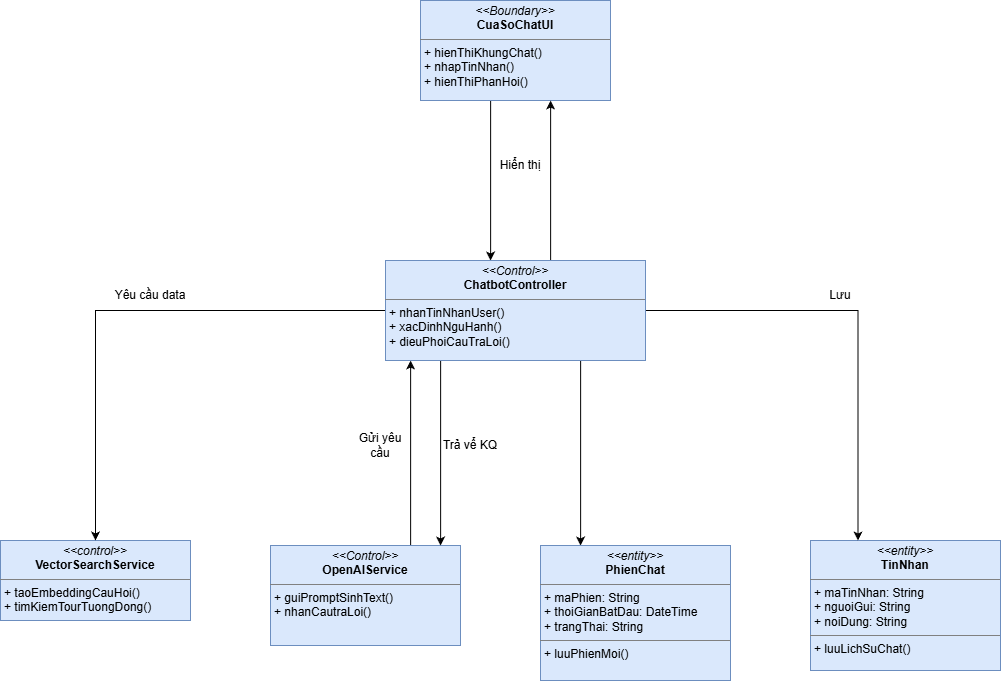 <<Boundary>>
CuaSoChatUI
+ hienThiKhungChat()
+ nhapTinNhan()
+ hienThiPhanHoi()
Hiển thị
<<Control>>
ChatbotController
+ nhanTinNhanUser()
+ xacDinhNguHanh()
+ dieuPhoiCauTraLoi()
Yêu cầu data
Lưu
Gửi yêu
cầu
Trả về KQ
<<control>>
VectorSearchService
+ taoEmbeddingCauHoi()
+ timKiemTourTuongDong()
<<Control>>
OpenAIService
+ guiPromptSinhText()
+ nhanCautraLoi()
<<entity>>
PhienChat
+ maPhien: String
+ thoiGianBatDau: DateTime
+ trangThai: String
+ luuPhienMoi()
<<entity>>
TinNhan
+ maTinNhan: String
+ nguoiGui: String
+ noiDung: String
+ luuLichSuChat()